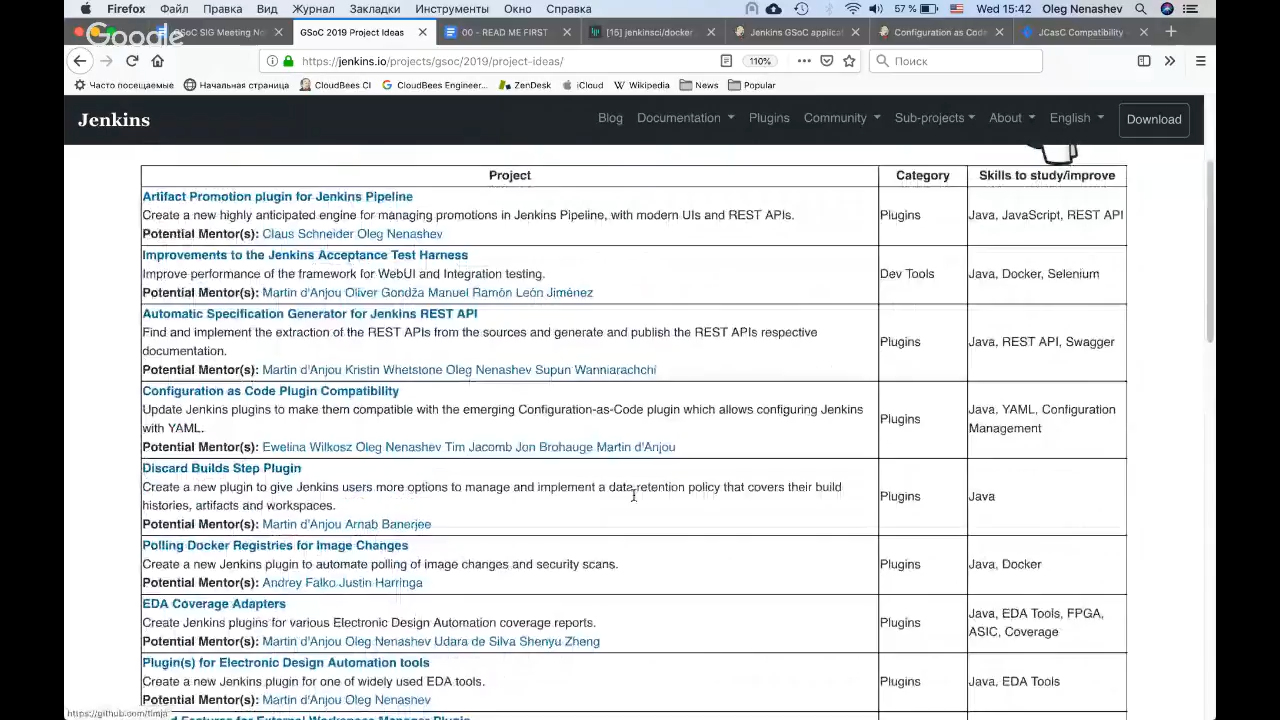 Firefox Файл Правка Вид Журнал Закладки Инструменты Окно Справка 57 % Wed 15:42 Oleg Nenashev
Google
GSoC SIG Meeting No
GSoC 2019 Project Ideas
00 - READ ME FIRST
[15] jenkinsci/docker
Jenkins GSoC applica
Configuration as Code
JCasC Compatibility -
https://jenkins.io/projects/gsoc/2019/project-ideas/ 110% Поиск
Часто посещаемые Начальная страница CloudBees CI CloudBees Engineer... ZenDesk iCloud Wikipedia News Popular
Jenkins Blog Documentation Plugins Community Sub-projects About English Download
Project Category Skills to study/improve
Artifact Promotion plugin for Jenkins Pipeline
Create a new highly anticipated engine for managing promotions in Jenkins Pipeline, with modern UIs and REST APIs.
Potential Mentor(s): Claus Schneider Oleg Nenashev
Plugins
Java, JavaScript, REST API
Improvements to the Jenkins Acceptance Test Harness
Improve performance of the framework for WebUI and Integration testing.
Potential Mentor(s): Martin d'Anjou Oliver Gondža Manuel Ramón León Jiménez
Dev Tools
Java, Docker, Selenium
Automatic Specification Generator for Jenkins REST API
Find and implement the extraction of the REST APIs from the sources and generate and publish the REST APIs respective
documentation.
Potential Mentor(s): Martin d'Anjou Kristin Whetstone Oleg Nenashev Supun Wanniarachchi
Plugins
Java, REST API, Swagger
Configuration as Code Plugin Compatibility
Update Jenkins plugins to make them compatible with the emerging Configuration-as-Code plugin which allows configuring Jenkins
with YAML.
Potential Mentor(s): Ewelina Wilkosz Oleg Nenashev Tim Jacomb Jon Brohauge Martin d'Anjou
Plugins
Java, YAML, Configuration
Management
Discard Builds Step Plugin
Create a new plugin to give Jenkins users more options to manage and implement a data retention policy that covers their build
histories, artifacts and workspaces.
Potential Mentor(s): Martin d'Anjou Arnab Banerjee
Plugins
Java
Polling Docker Registries for Image Changes
Create a new Jenkins plugin to automate polling of image changes and security scans.
Potential Mentor(s): Andrey Falko Justin Harringa
Plugins
Java, Docker
EDA Coverage Adapters
Create Jenkins plugins for various Electronic Design Automation coverage reports.
Potential Mentor(s): Martin d'Anjou Oleg Nenashev Udara de Silva Shenyu Zheng
Plugins
Java, EDA Tools, FPGA,
ASIC, Coverage
Plugin(s) for Electronic Design Automation tools
Create a new Jenkins plugin for one of widely used EDA tools.
Potential Mentor(s): Martin d'Anjou Oleg Nenashev
Plugins
Java, EDA Tools
Features for External Workspace Manager Plugin
https://github.com/timja